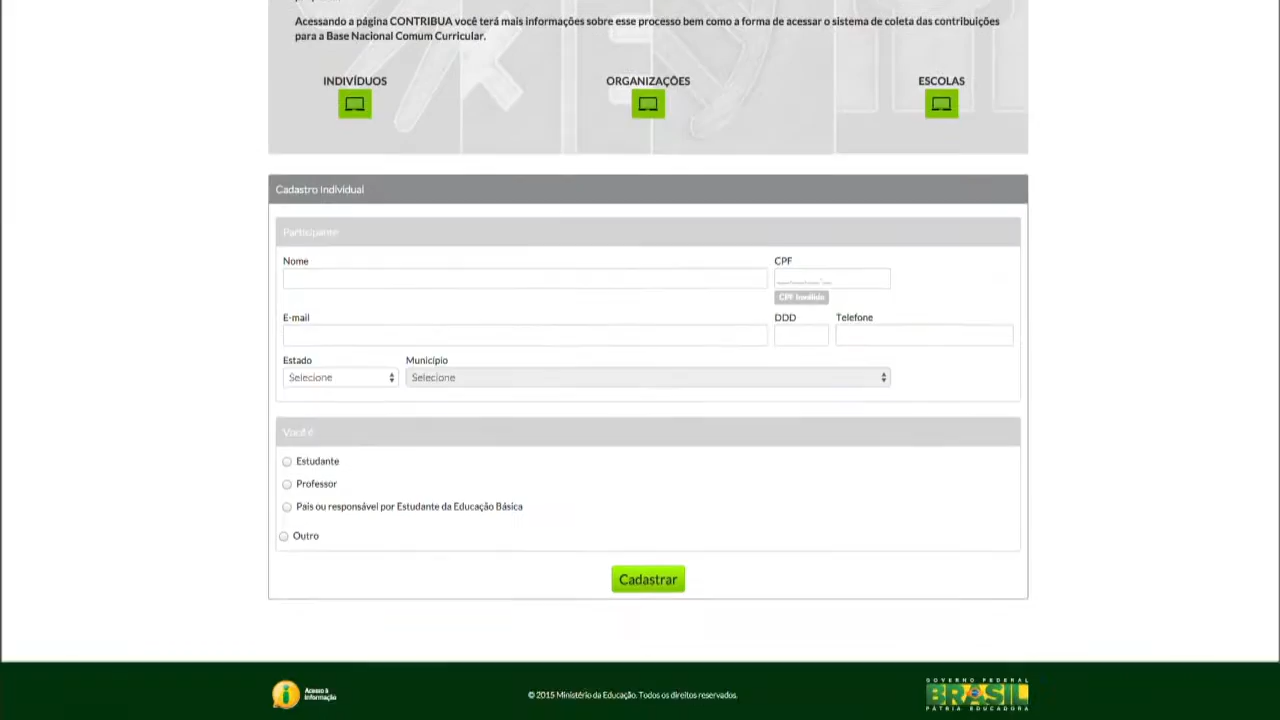 Acessando a página CONTRIBUA você terá mais informações sobre esse processo bem como a forma de acessar o sistema de coleta das contribuições
para a Base Nacional Comum Curricular.
INDIVÍDUOS ORGANIZAÇÕES ESCOLAS
Cadastro Individual
Participante
Nome CPF
CPF Inválido
E-mail DDD Telefone
Estado Município
Selecione Selecione
Você é
Estudante
Professor
Pais ou responsável por Estudante da Educação Básica
Outro
Cadastrar
Acesso à
Informação
© 2015 Ministério da Educação. Todos os direitos reservados.
GOVERNO FEDERAL
BRASIL
PÁTRIA EDUCADORA